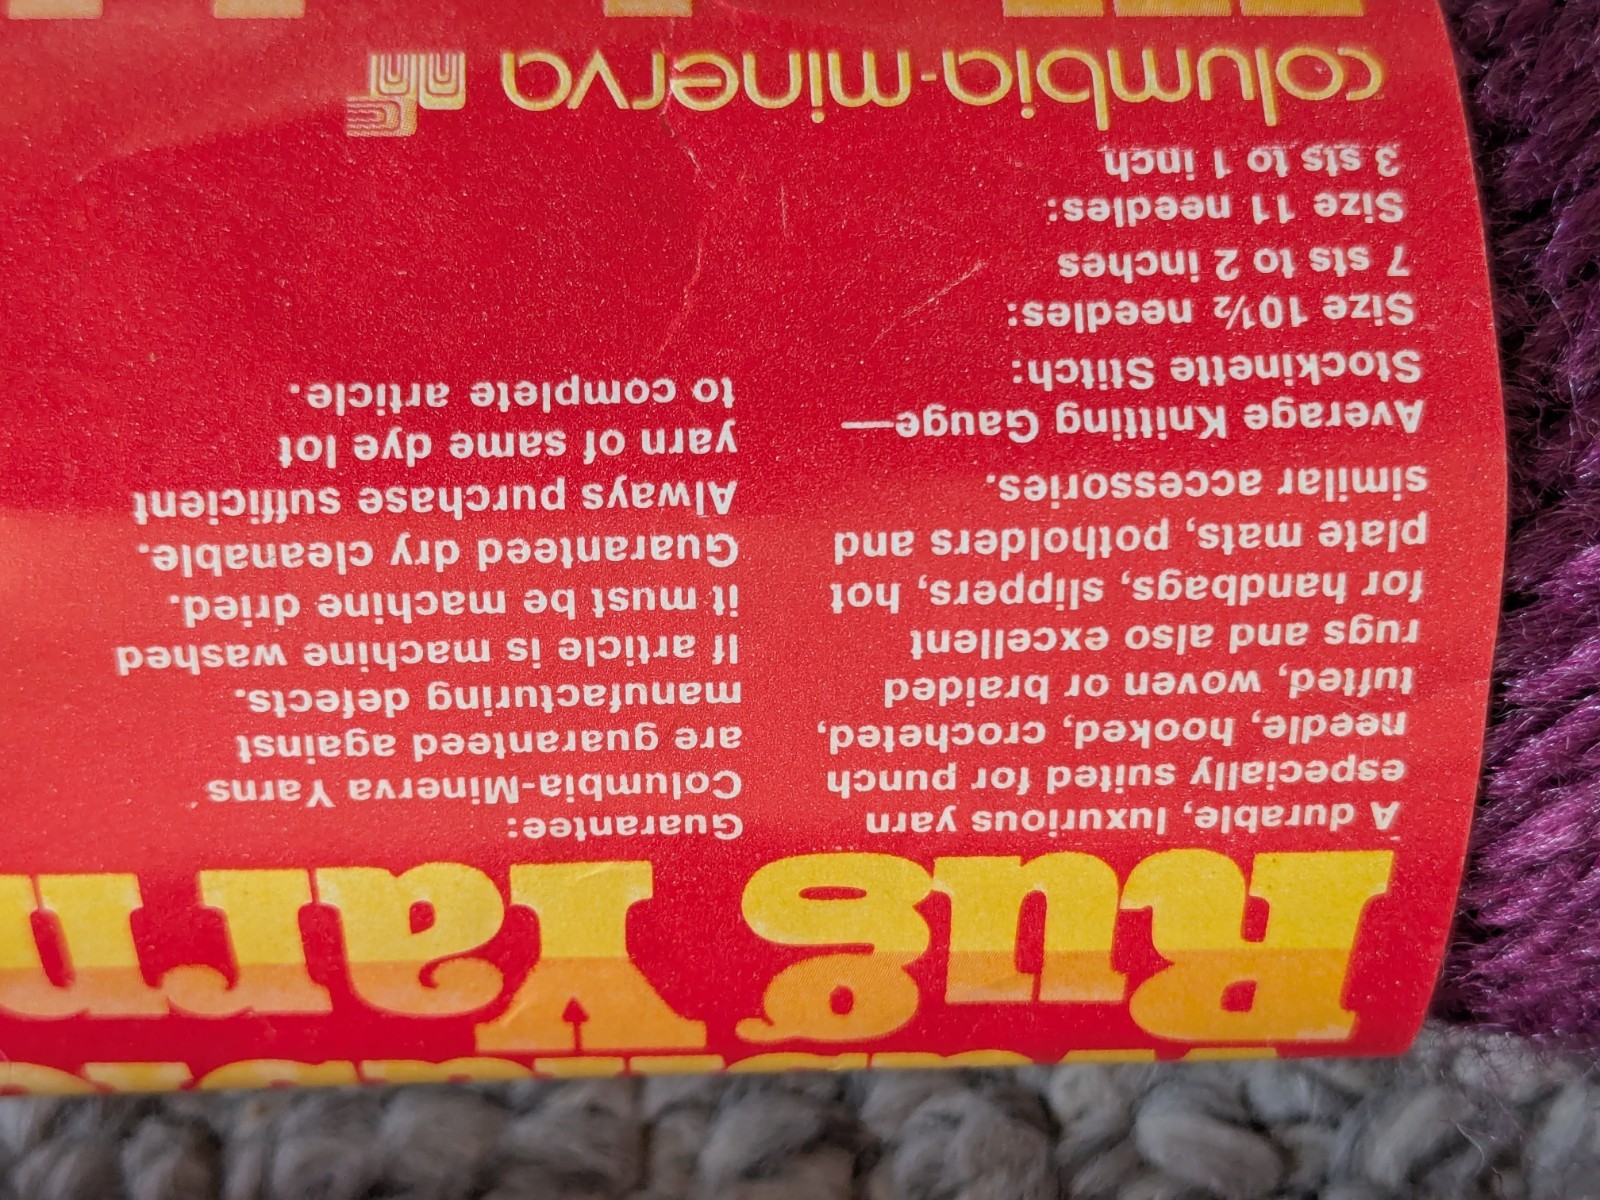 Rug Yarn
A durable, luxurious yarn
especially suited for punch
needle, hooked, crocheted,
tufted, woven or braided
rugs and also excellent
for handbags, slippers, hot
plate mats, potholders and
similar accessories.
Average Knitting Gauge—
Stockinette Stitch:
Size 10½ needles:
7 sts to 2 inches
Size 11 needles:
3 sts to 1 inch
Guarantee:
Columbia-Minerva Yarns
are guaranteed against
manufacturing defects.
If article is machine washed
it must be machine dried.
Guaranteed dry cleanable.
Always purchase sufficient
yarn of same dye lot
to complete article.
columbia-minerva